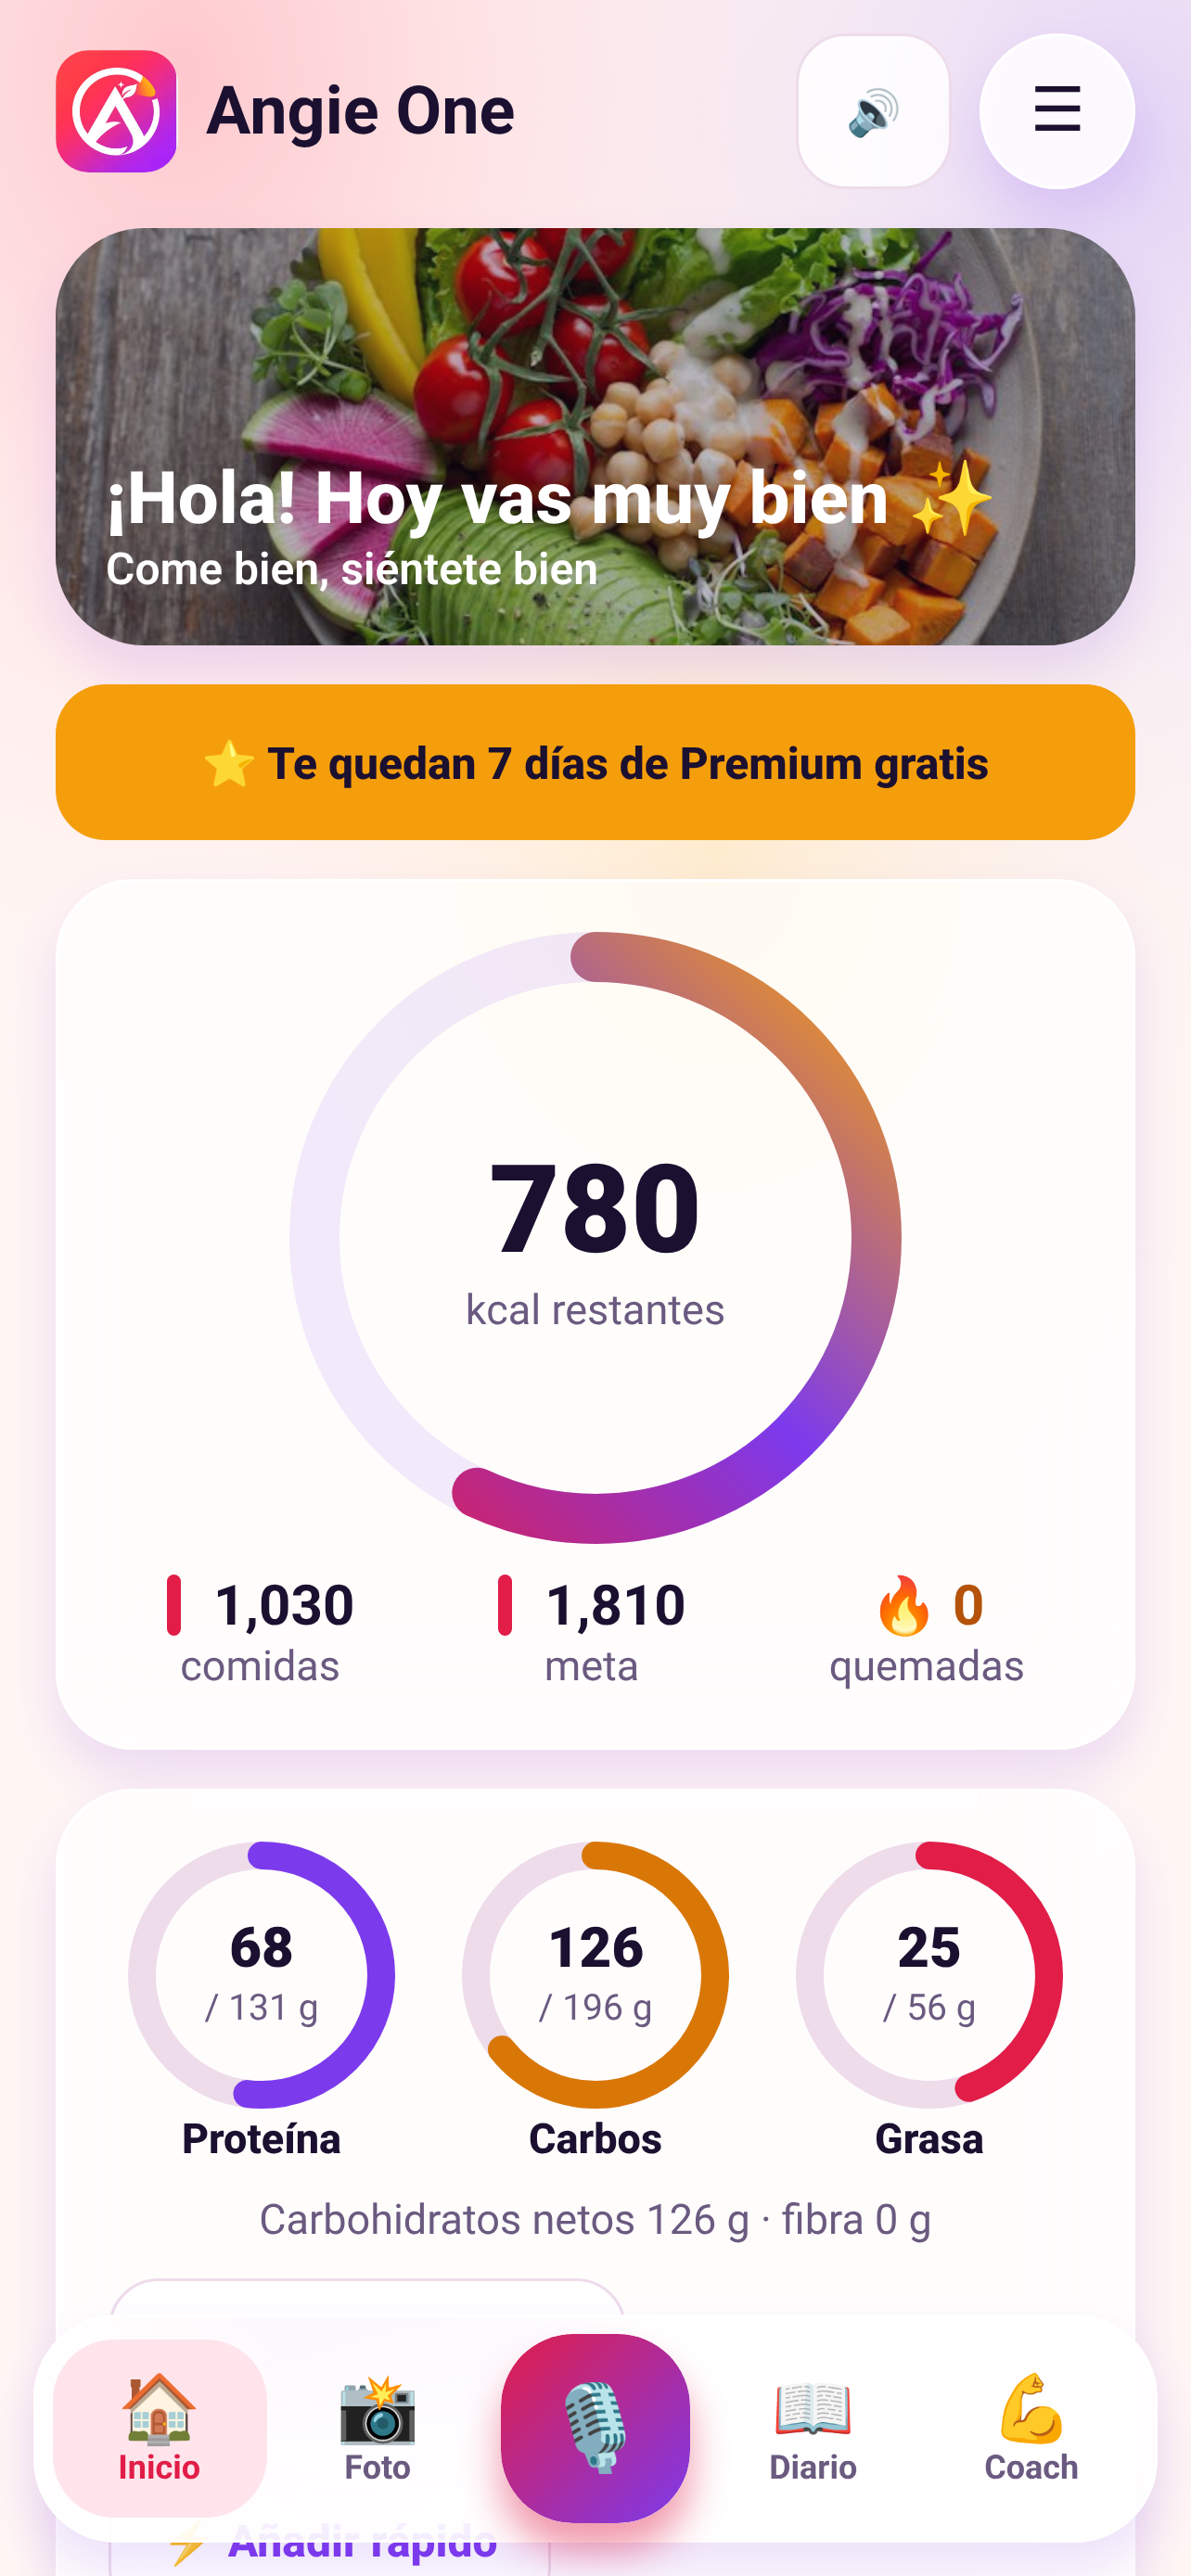 Angie One
¡Hola! Hoy vas muy bien ✨
Come bien, siéntete bien
⭐ Te quedan 7 días de Premium gratis
780
kcal restantes
1,030
comidas
1,810
meta
🔥 0
quemadas
68
/ 131 g
Proteína
126
/ 196 g
Carbos
25
/ 56 g
Grasa
Carbohidratos netos 126 g · fibra 0 g
⚡ Añadir rápido
Inicio
Foto
Diario
Coach